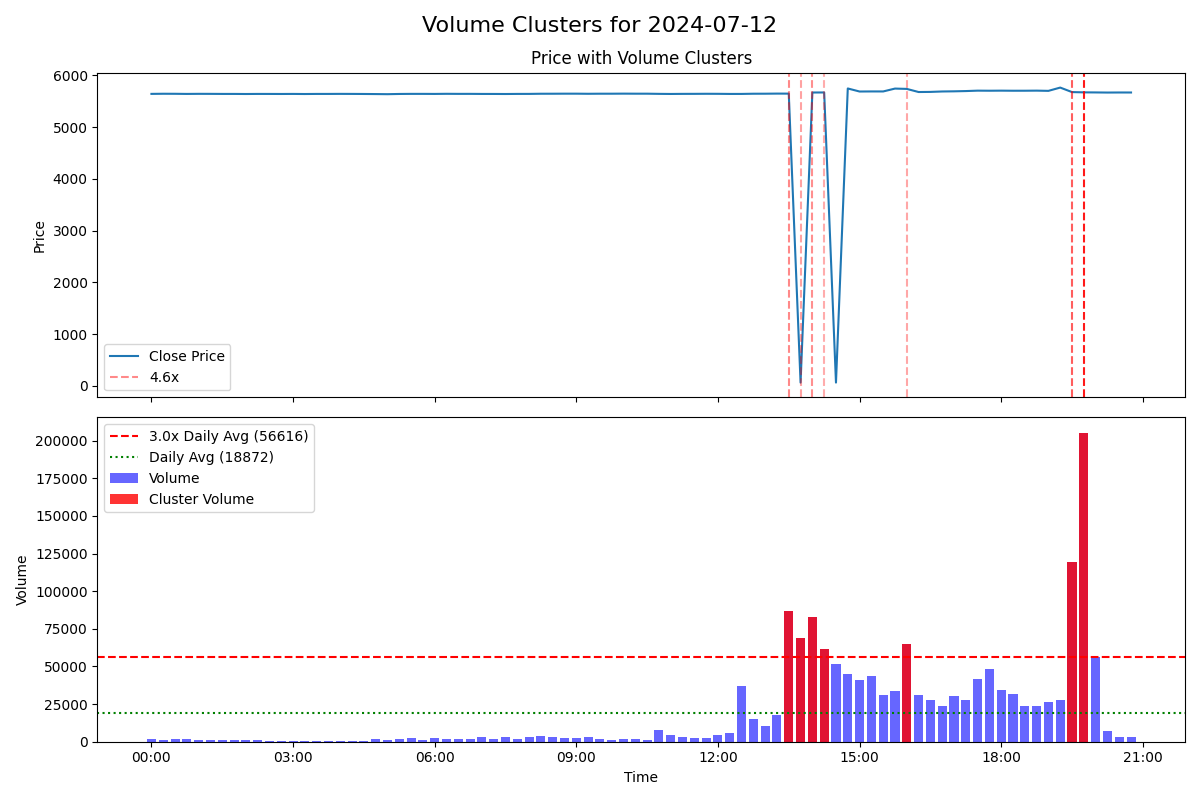 Volume Clusters for 2024-07-12
Price with Volume Clusters
6000
5000
4000
3000
2000
1000
0
Price
Close Price
4.6x
200000
175000
150000
125000
100000
75000
50000
25000
0
Volume
3.0x Daily Avg (56616)
Daily Avg (18872)
Volume
Cluster Volume
00:00 03:00 06:00 09:00 12:00 15:00 18:00 21:00
Time